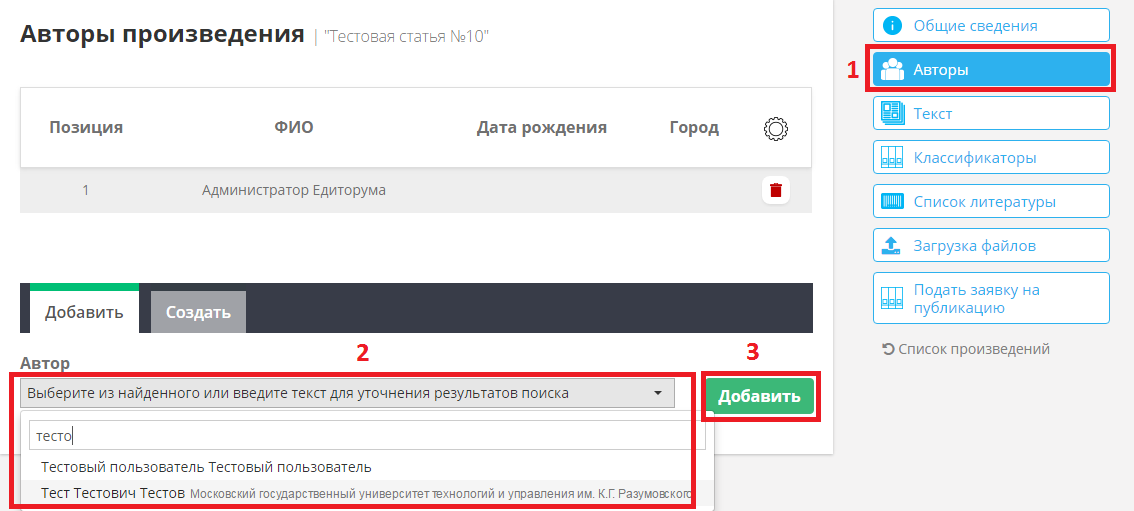 Авторы произведения | "Тестовая статья №10"
Позиция ФИО Дата рождения Город
1 Администратор Едиторума
Добавить Создать
Автор
2
3
Выберите из найденного или введите текст для уточнения результатов поиска
Добавить
тесто
Тестовый пользователь Тестовый пользователь
Тест Тестович Тестов Московский государственный университет технологий и управления им. К.Г. Разумовского
Общие сведения
1 Авторы
Текст
Классификаторы
Список литературы
Загрузка файлов
Подать заявку на
публикацию
Список произведений